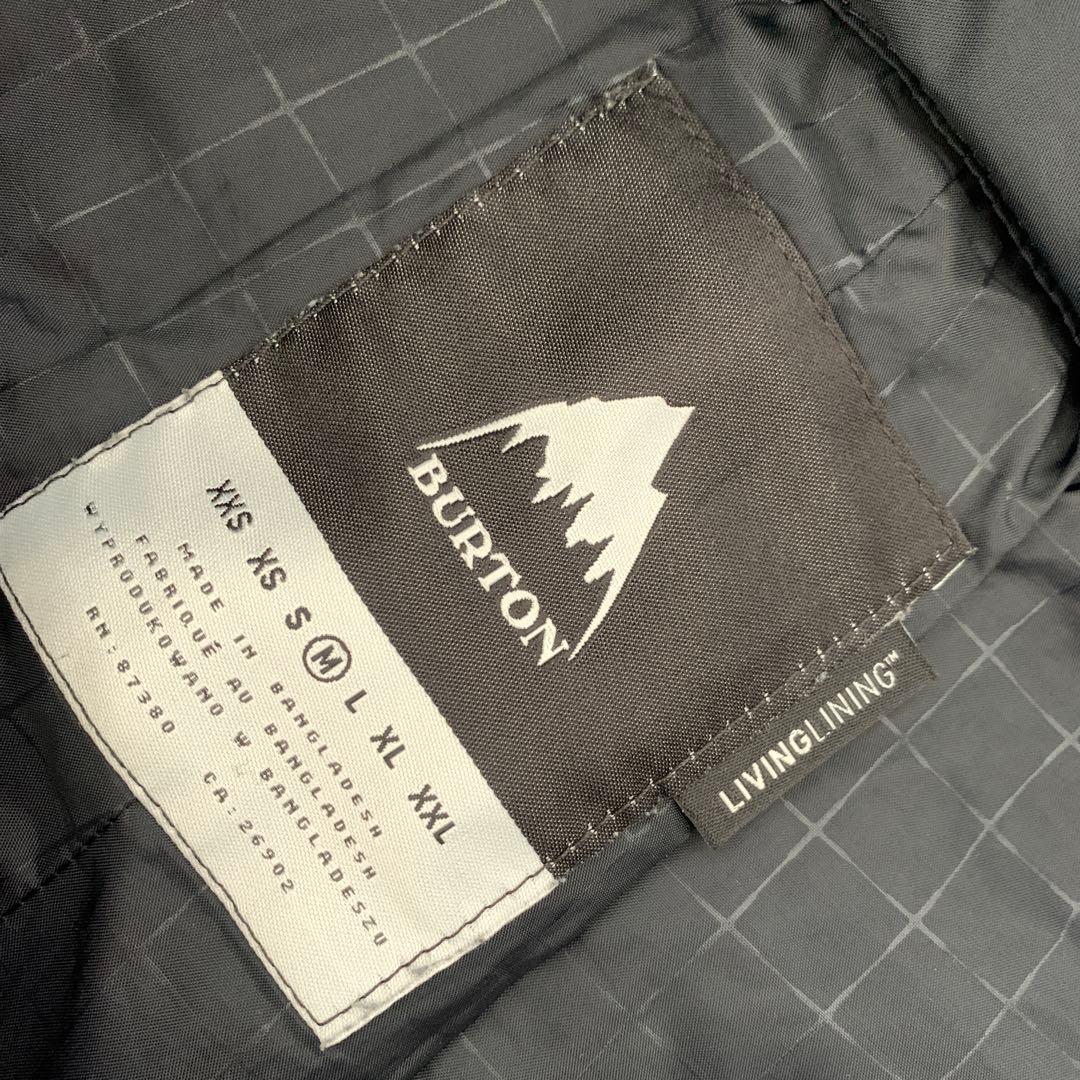 BURTON
XXS XS S M L XL XXL
MADE IN BANGLADESH
FABRIQUÉ AU BANGLADESH
WYPRODUKOWANO W BANGLADESZU
RN:87380 CA:26902
LIVINGLINING™